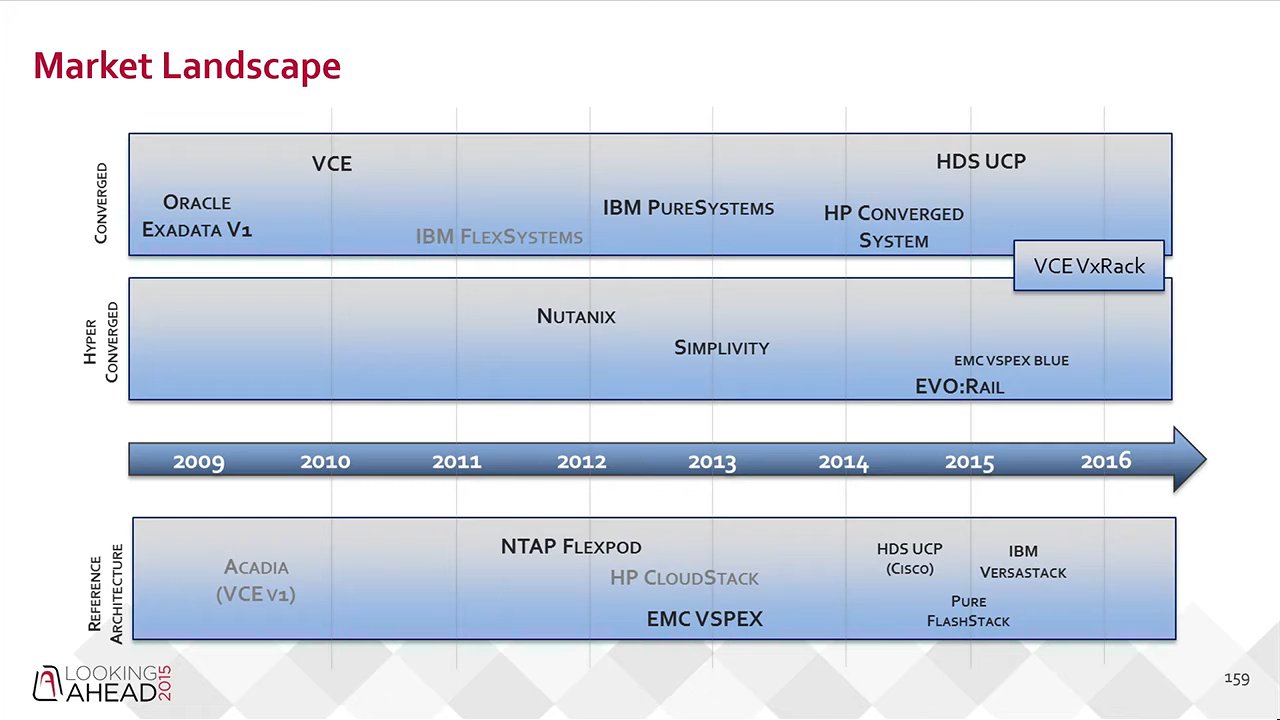 Market Landscape
CONVERGED
VCE
HDS UCP
ORACLE
EXADATA V1
IBM PURESYSTEMS
HP CONVERGED
SYSTEM
IBM FLEXSYSTEMS
VCE VxRack
HYPER
CONVERGED
NUTANIX
SIMPLIVITY
EMC VSPEX BLUE
EVO:RAIL
2009 2010 2011 2012 2013 2014 2015 2016
REFERENCE
ARCHITECTURE
ACADIA
(VCE V1)
NTAP FLEXPOD
HP CLOUDSTACK
EMC VSPEX
HDS UCP
(CISCO)
IBM
VERSASTACK
PURE
FLASHSTACK
LOOKING
AHEAD
2015
159